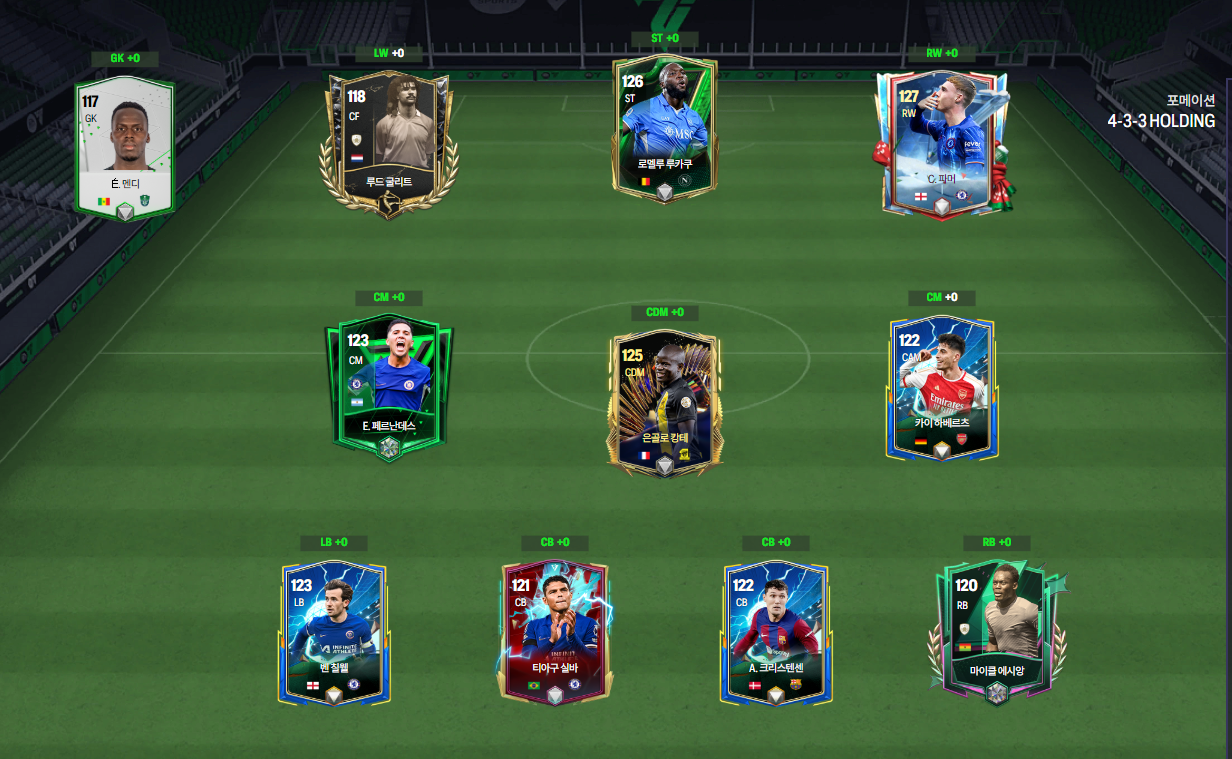 GK +0
117
GK
É. 멘디
LW +0
118
CF
루드 굴리트
ST +0
126
ST
MSC
로멜루 루카쿠
RW +0
127
RW
C. 파머
포메이션
4-3-3 HOLDING
CM +0
123
CM
E. 페르난데스
CDM +0
125
CDM
은골로 캉테
CM +0
122
CAM
Emirates
카이 하베르츠
LB +0
123
LB
INFINITE
ATHLETE
벤 칠웰
CB +0
121
CB
INFINITE
티아구 실바
CB +0
122
CB
A. 크리스텐센
RB +0
120
RB
마이클 에시앙